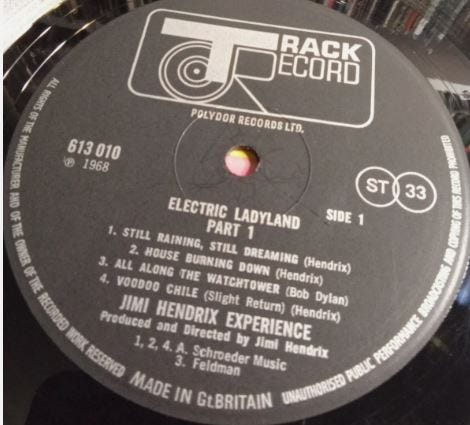 TRACK
RECORD
POLYDOR RECORDS LTD.
613 010
℗ 1968
ST 33
ELECTRIC LADYLAND
PART 1
SIDE 1
1. STILL RAINING, STILL DREAMING (Hendrix)
2. HOUSE BURNING DOWN (Hendrix)
3. ALL ALONG THE WATCHTOWER (Bob Dylan)
4. VOODOO CHILE (Slight Return) (Hendrix)
JIMI HENDRIX EXPERIENCE
Produced and Directed by Jimi Hendrix
1, 2, 4. A. Schroeder Music
3. Feldman
ALL RIGHTS OF THE MANUFACTURER AND OF THE OWNER OF THE RECORDED WORK RESERVED
MADE IN Gt.BRITAIN
UNAUTHORISED PUBLIC PERFORMANCE BROADCASTING AND COPYING OF THIS RECORD PROHIBITED